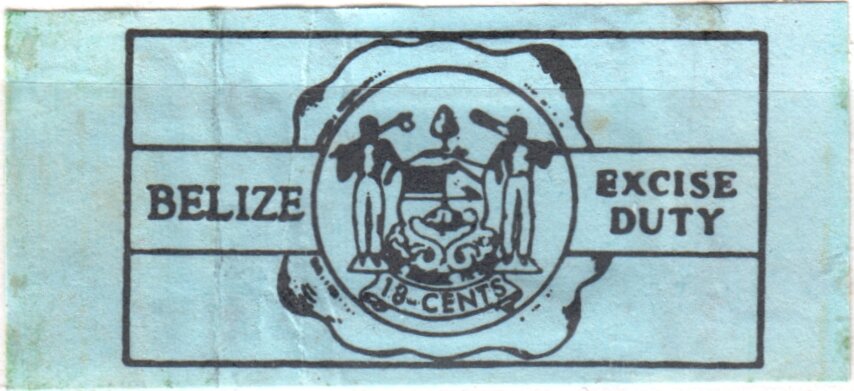 BELIZE
EXCISE
DUTY
18-CENTS